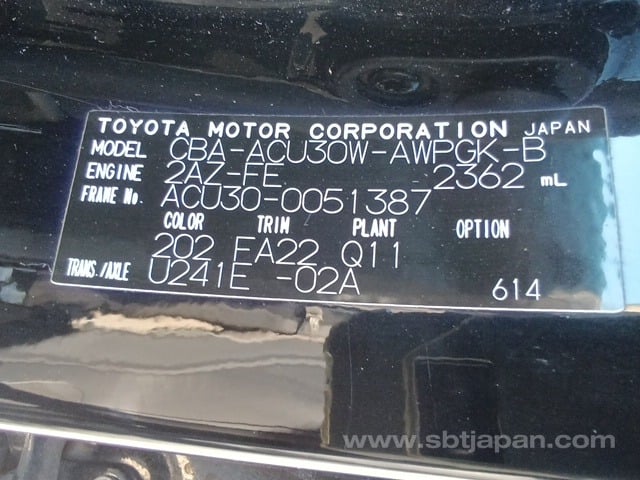 TOYOTA MOTOR CORPORATION JAPAN
MODEL CBA-ACU30W-AWPGK-B
ENGINE 2AZ-FE 2362 mL
FRAME No. ACU30-0051387
COLOR TRIM PLANT OPTION
202 FA22 Q11
TRANS./AXLE U241E -02A
614
www.sbtjapan.com